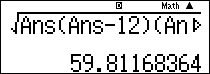 D Math ▲
√Ans(Ans-12)(An▷
59.81168364